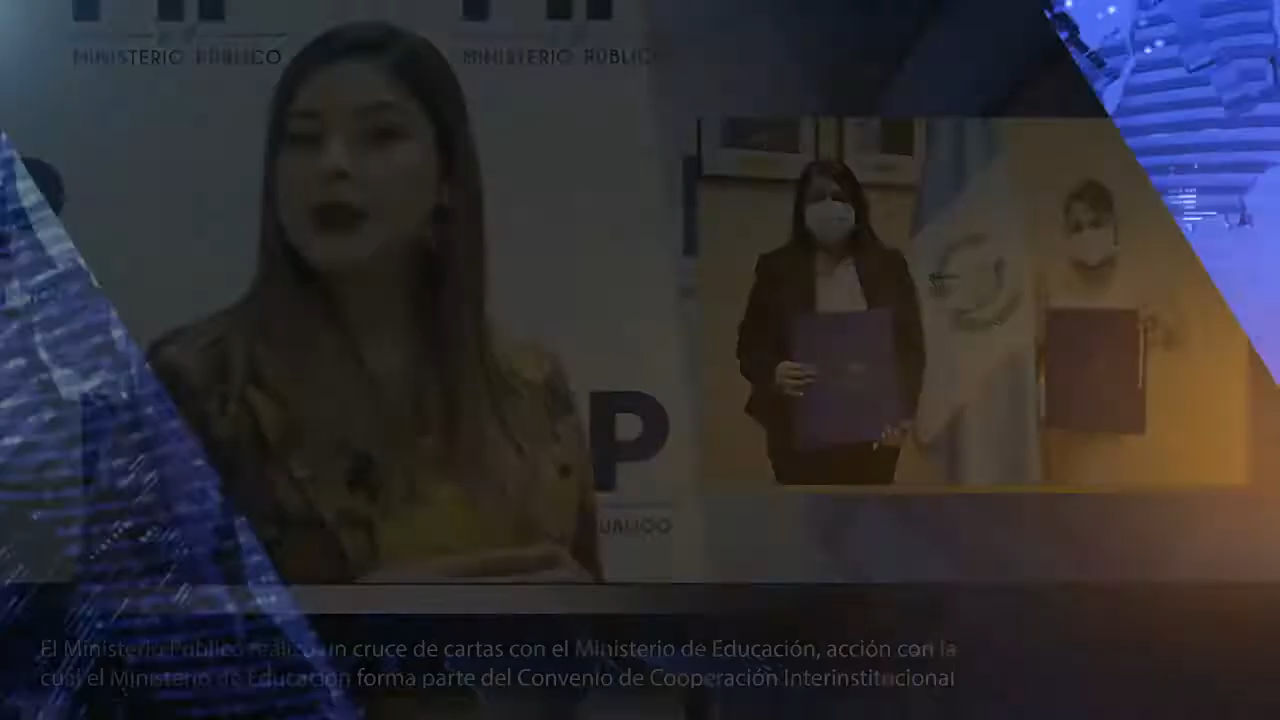 MINISTERIO PÚBLICO MINISTERIO PÚBLICO
P
PÚBLICO
El Ministerio Público realizó un cruce de cartas con el Ministerio de Educación, acción con la
cual el Ministerio de Educación forma parte del Convenio de Cooperación Interinstitucional